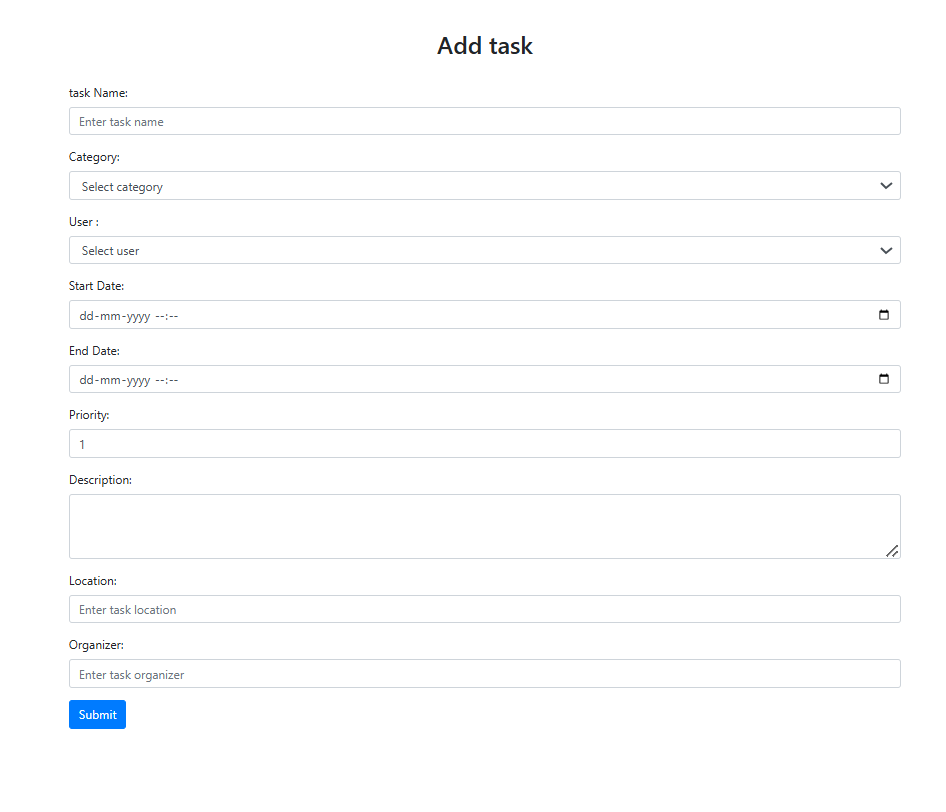 Add task
task Name:
Enter task name
Category:
Select category
User :
Select user
Start Date:
dd-mm-yyyy --:--
End Date:
dd-mm-yyyy --:--
Priority:
1
Description:
Location:
Enter task location
Organizer:
Enter task organizer
Submit